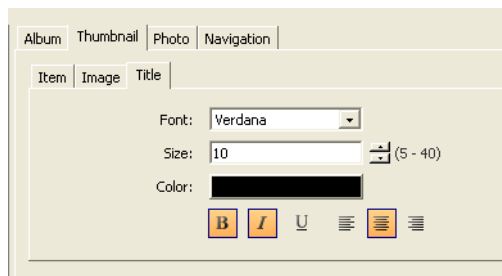 Album Thumbnail Photo Navigation
Item Image Title
Font: Verdana
Size: 10 (5 - 40)
Color:
B I U